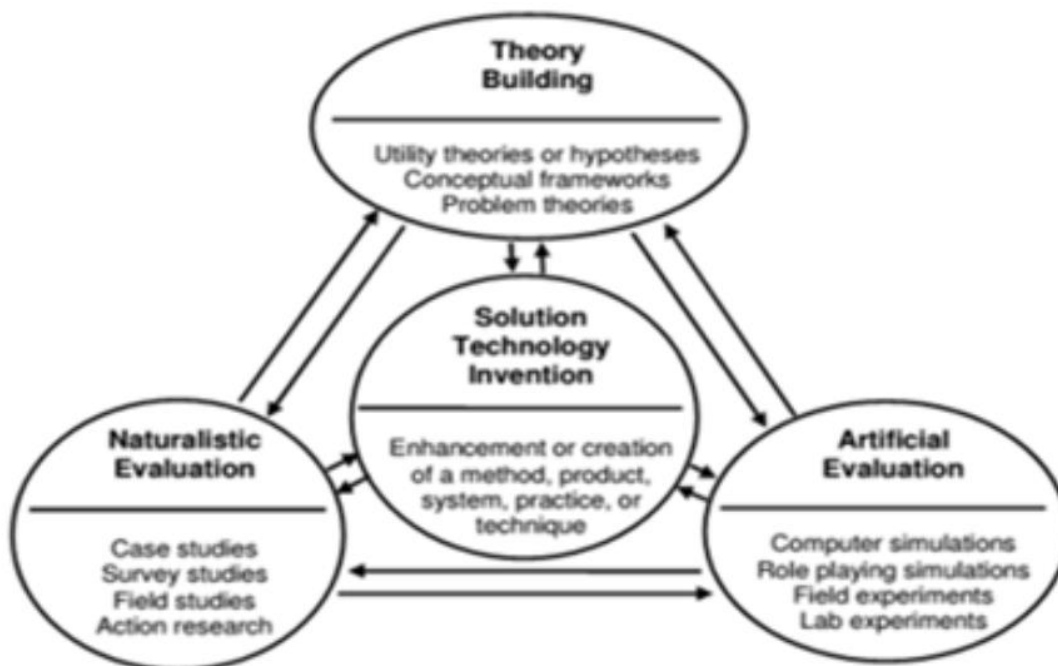 Theory
Building
Utility theories or hypotheses
Conceptual frameworks
Problem theories
Solution
Technology
Invention
Enhancement or creation
of a method, product,
system, practice, or
technique
Naturalistic
Evaluation
Case studies
Survey studies
Field studies
Action research
Artificial
Evaluation
Computer simulations
Role playing simulations
Field experiments
Lab experiments